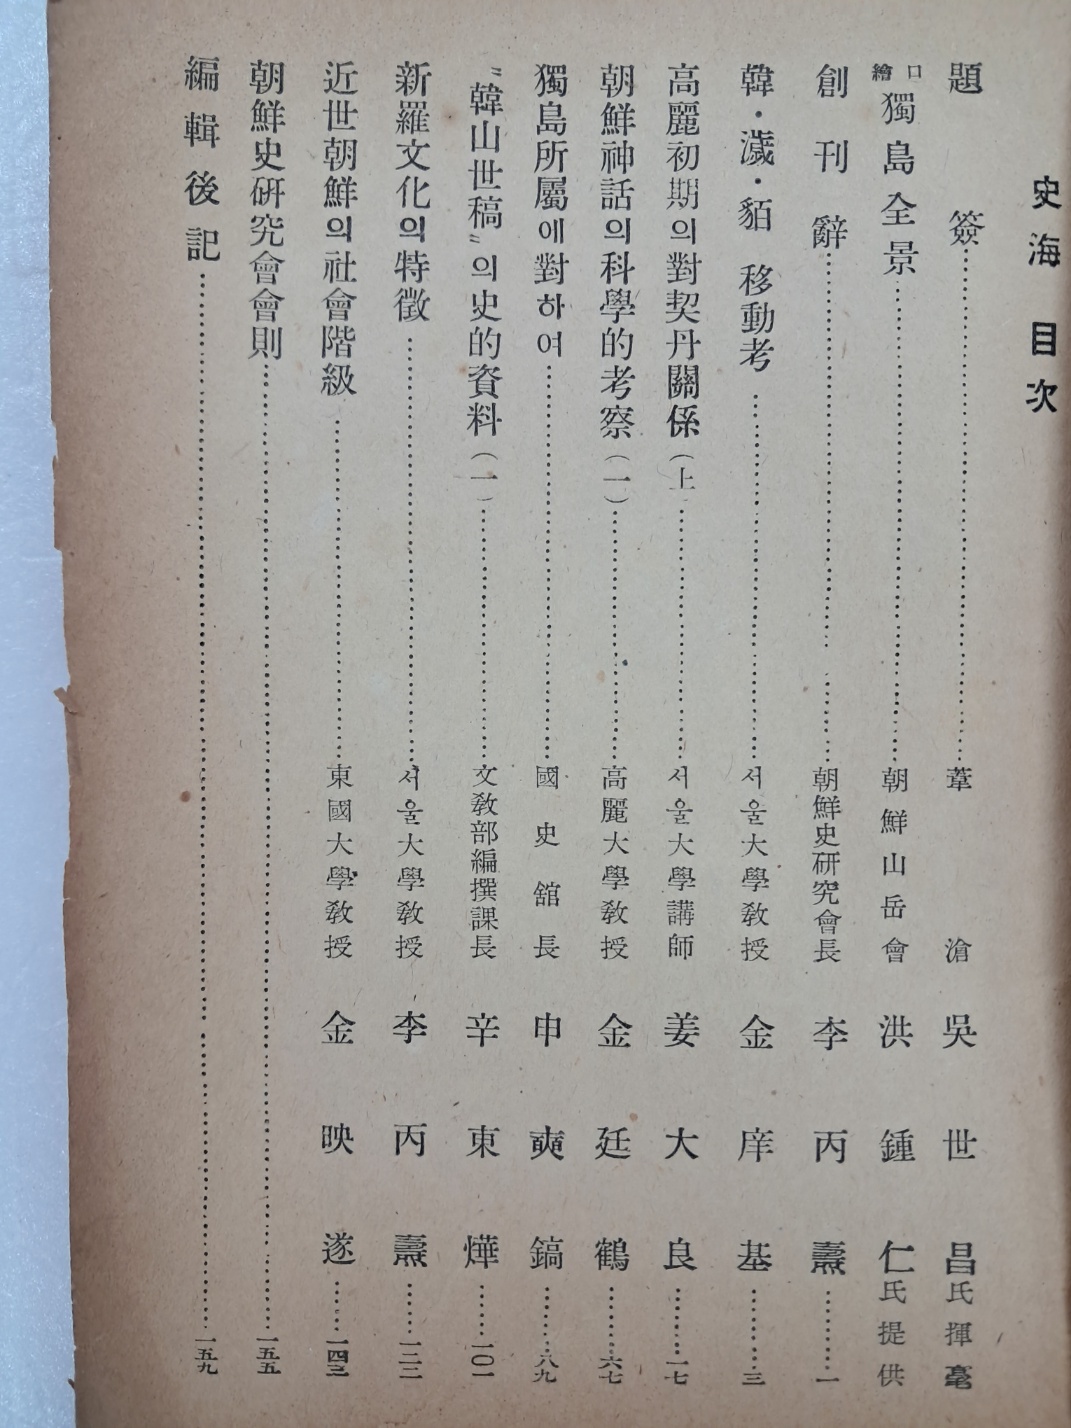 史海 目次
題簽……葦滄 吳世昌氏揮毫
口繪 獨島全景……朝鮮山岳會 洪鍾仁氏提供
創刊辭……朝鮮史硏究會長 李丙燾……一
韓・濊・貊 移動考……서울大學敎授 金庠基……三
高麗初期의對契丹關係(上)……서울大學講師 姜大良……一七
朝鮮神話의科學的考察(一)……高麗大學敎授 金廷鶴……六七
獨島所屬에對하여……國史舘長 申奭鎬……八九
"韓山世稿"의史的資料(一)……文敎部編撰課長 辛東燁……一〇一
新羅文化의特徵……서울大學敎授 李丙燾……一二二
近世朝鮮의社會階級……東國大學敎授 金映遂……一四三
朝鮮史硏究會會則……一五五
編輯後記……一五九